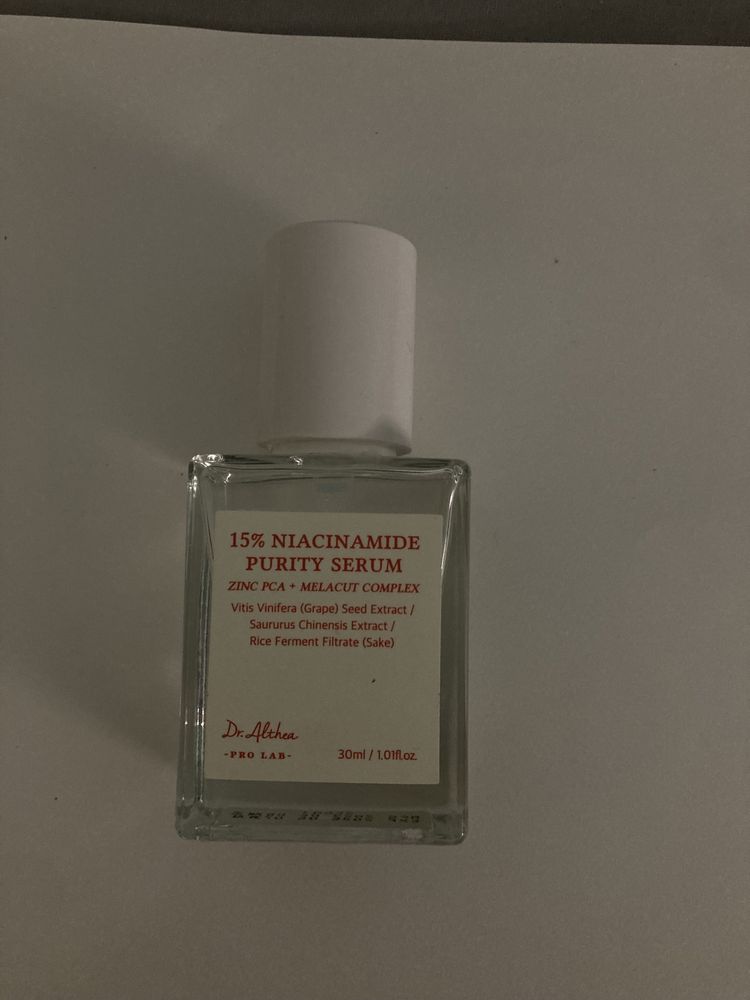 15% NIACINAMIDE
PURITY SERUM
ZINC PCA + MELACUT COMPLEX
Vitis Vinifera (Grape) Seed Extract /
Saururus Chinensis Extract /
Rice Ferment Filtrate (Sake)
Dr.Althea
-PRO LAB-
30ml / 1.01fl.oz.